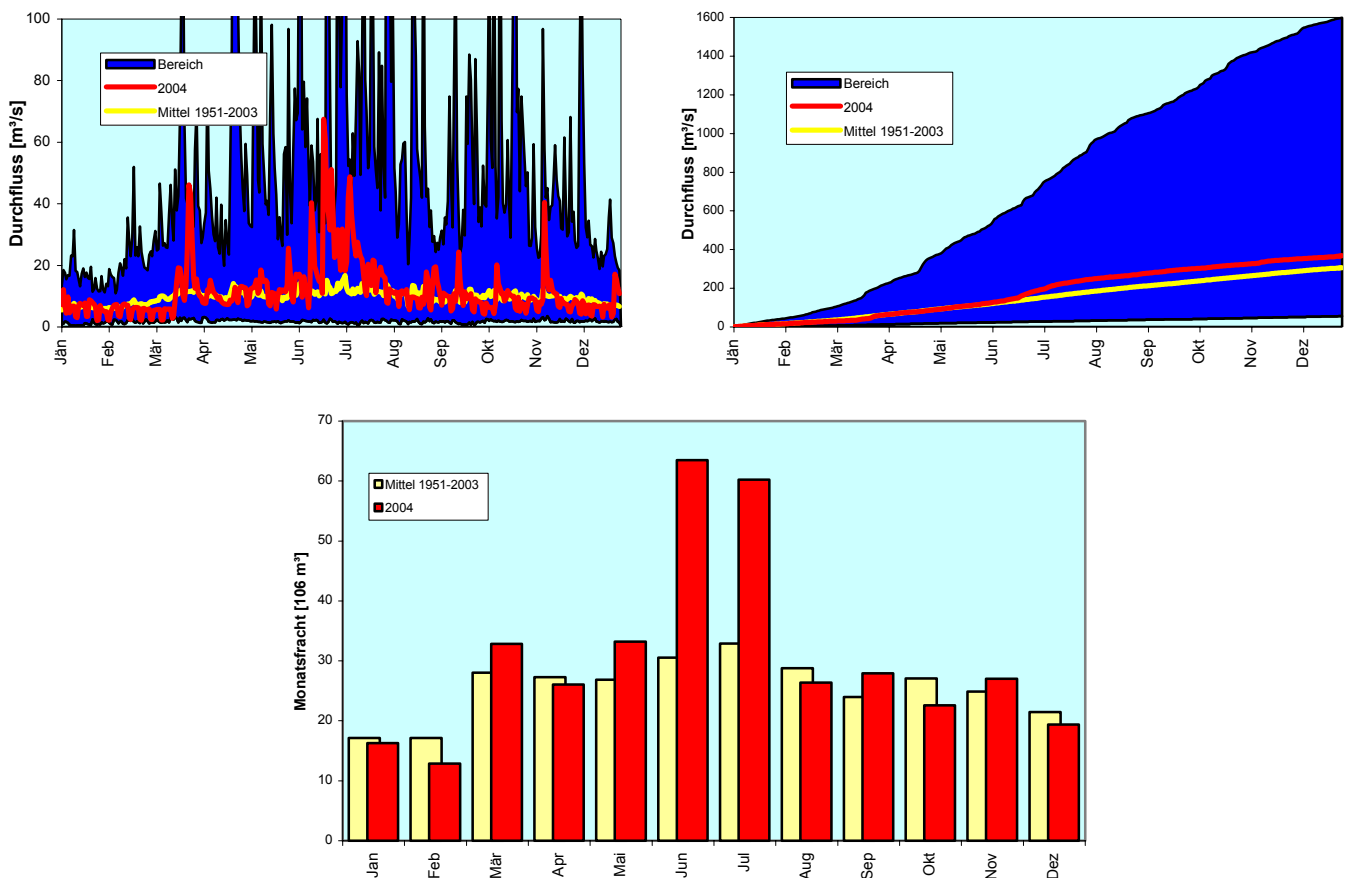 Durchfluss [m³/s]
100
80
60
40
20
0
Bereich
2004
Mittel 1951-2003
Jän
Feb
Mär
Apr
Mai
Jun
Jul
Aug
Sep
Okt
Nov
Dez
Durchfluss [m³/s]
1600
1400
1200
1000
800
600
400
200
0
Bereich
2004
Mittel 1951-2003
Jän
Feb
Mär
Apr
Mai
Jun
Jul
Aug
Sep
Okt
Nov
Dez
Monatsfracht [106 m³]
70
60
50
40
30
20
10
0
Mittel 1951-2003
2004
Jan
Feb
Mär
Apr
Mai
Jun
Jul
Aug
Sep
Okt
Nov
Dez